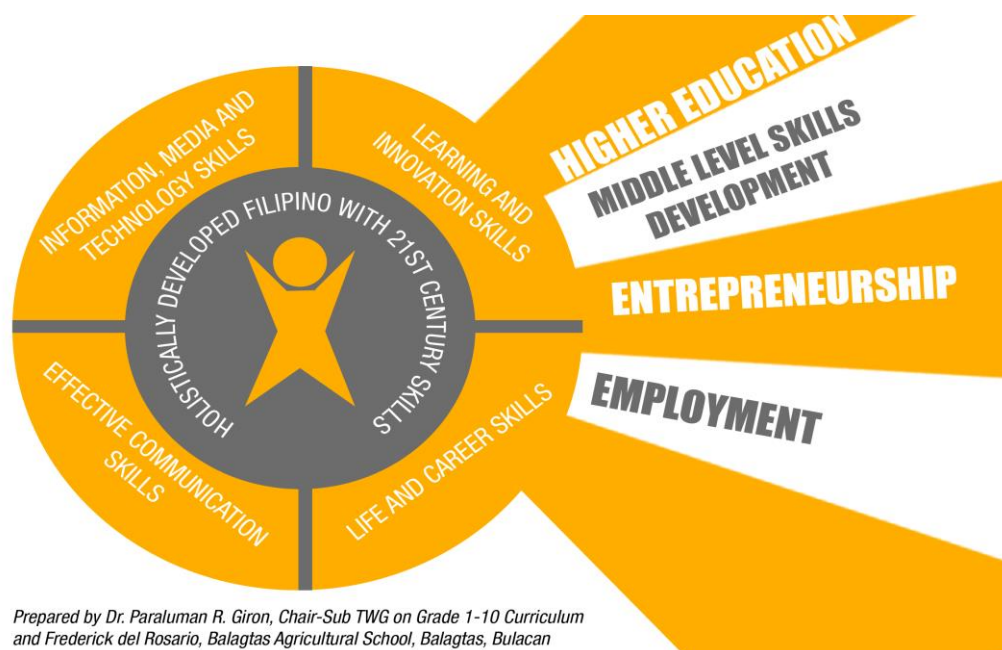 INFORMATION, MEDIA AND
TECHNOLOGY SKILLS
LEARNING AND
INNOVATION SKILLS
HOLISTICALLY DEVELOPED FILIPINO WITH 21ST CENTURY SKILLS
EFFECTIVE COMMUNICATION
SKILLS
LIFE AND CAREER SKILLS
HIGHER EDUCATION
MIDDLE LEVEL SKILLS
DEVELOPMENT
ENTREPRENEURSHIP
EMPLOYMENT
Prepared by Dr. Paraluman R. Giron, Chair-Sub TWG on Grade 1-10 Curriculum
and Frederick del Rosario, Balagtas Agricultural School, Balagtas, Bulacan